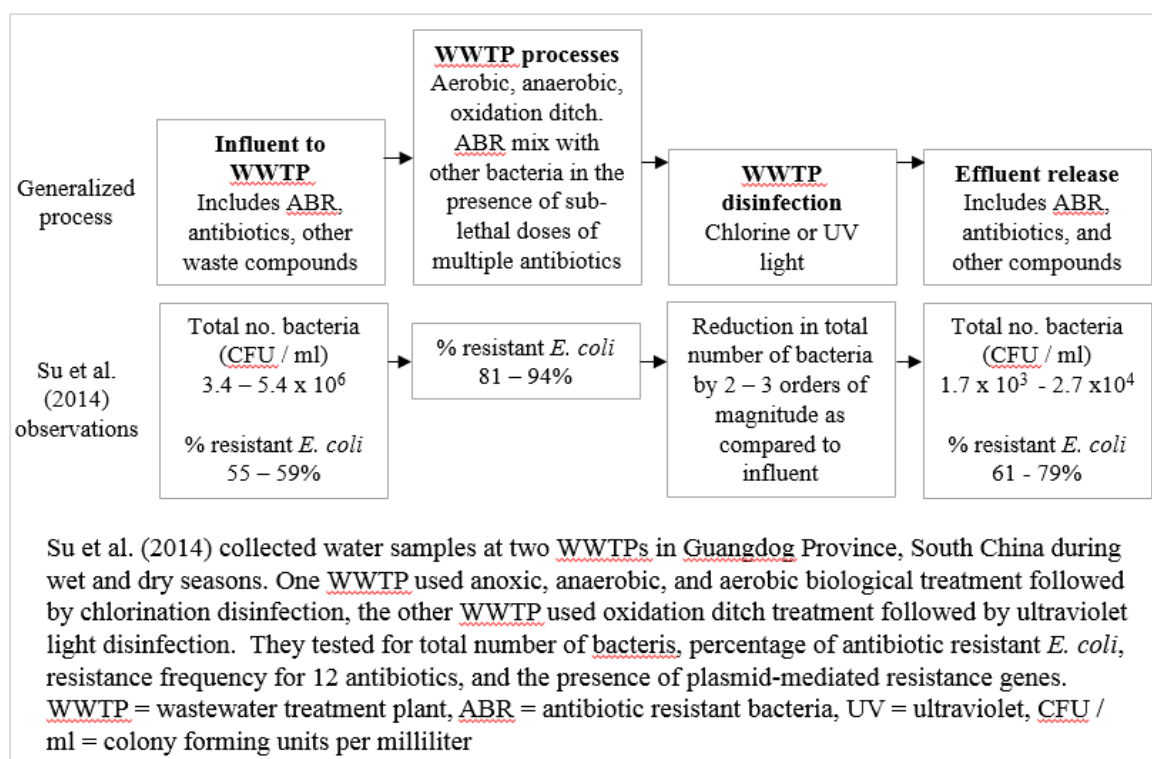 Generalized
process
Influent to
WWTP
Includes ABR,
antibiotics, other
waste compounds
WWTP processes
Aerobic, anaerobic,
oxidation ditch.
ABR mix with
other bacteria in the
presence of sub-
lethal doses of
multiple antibiotics
WWTP
disinfection
Chlorine or UV
light
Effluent release
Includes ABR,
antibiotics, and
other compounds
Su et al.
(2014)
observations
Total no. bacteria
(CFU / ml)
3.4 – 5.4 x 10⁶
% resistant E. coli
55 – 59%
% resistant E. coli
81 – 94%
Reduction in total
number of bacteria
by 2 – 3 orders of
magnitude as
compared to
influent
Total no. bacteria
(CFU / ml)
1.7 x 10³ - 2.7 x10⁴
% resistant E. coli
61 - 79%
Su et al. (2014) collected water samples at two WWTPs in Guangdog Province, South China during
wet and dry seasons. One WWTP used anoxic, anaerobic, and aerobic biological treatment followed
by chlorination disinfection, the other WWTP used oxidation ditch treatment followed by ultraviolet
light disinfection.  They tested for total number of bacteris, percentage of antibiotic resistant E. coli,
resistance frequency for 12 antibiotics, and the presence of plasmid-mediated resistance genes.
WWTP = wastewater treatment plant, ABR = antibiotic resistant bacteria, UV = ultraviolet, CFU /
ml = colony forming units per milliliter